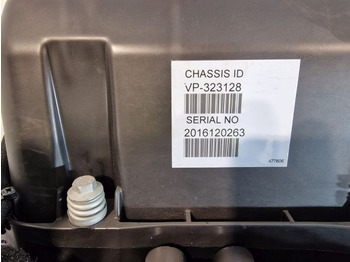 CHASSIS ID
VP-323128
SERIAL NO
2016120263